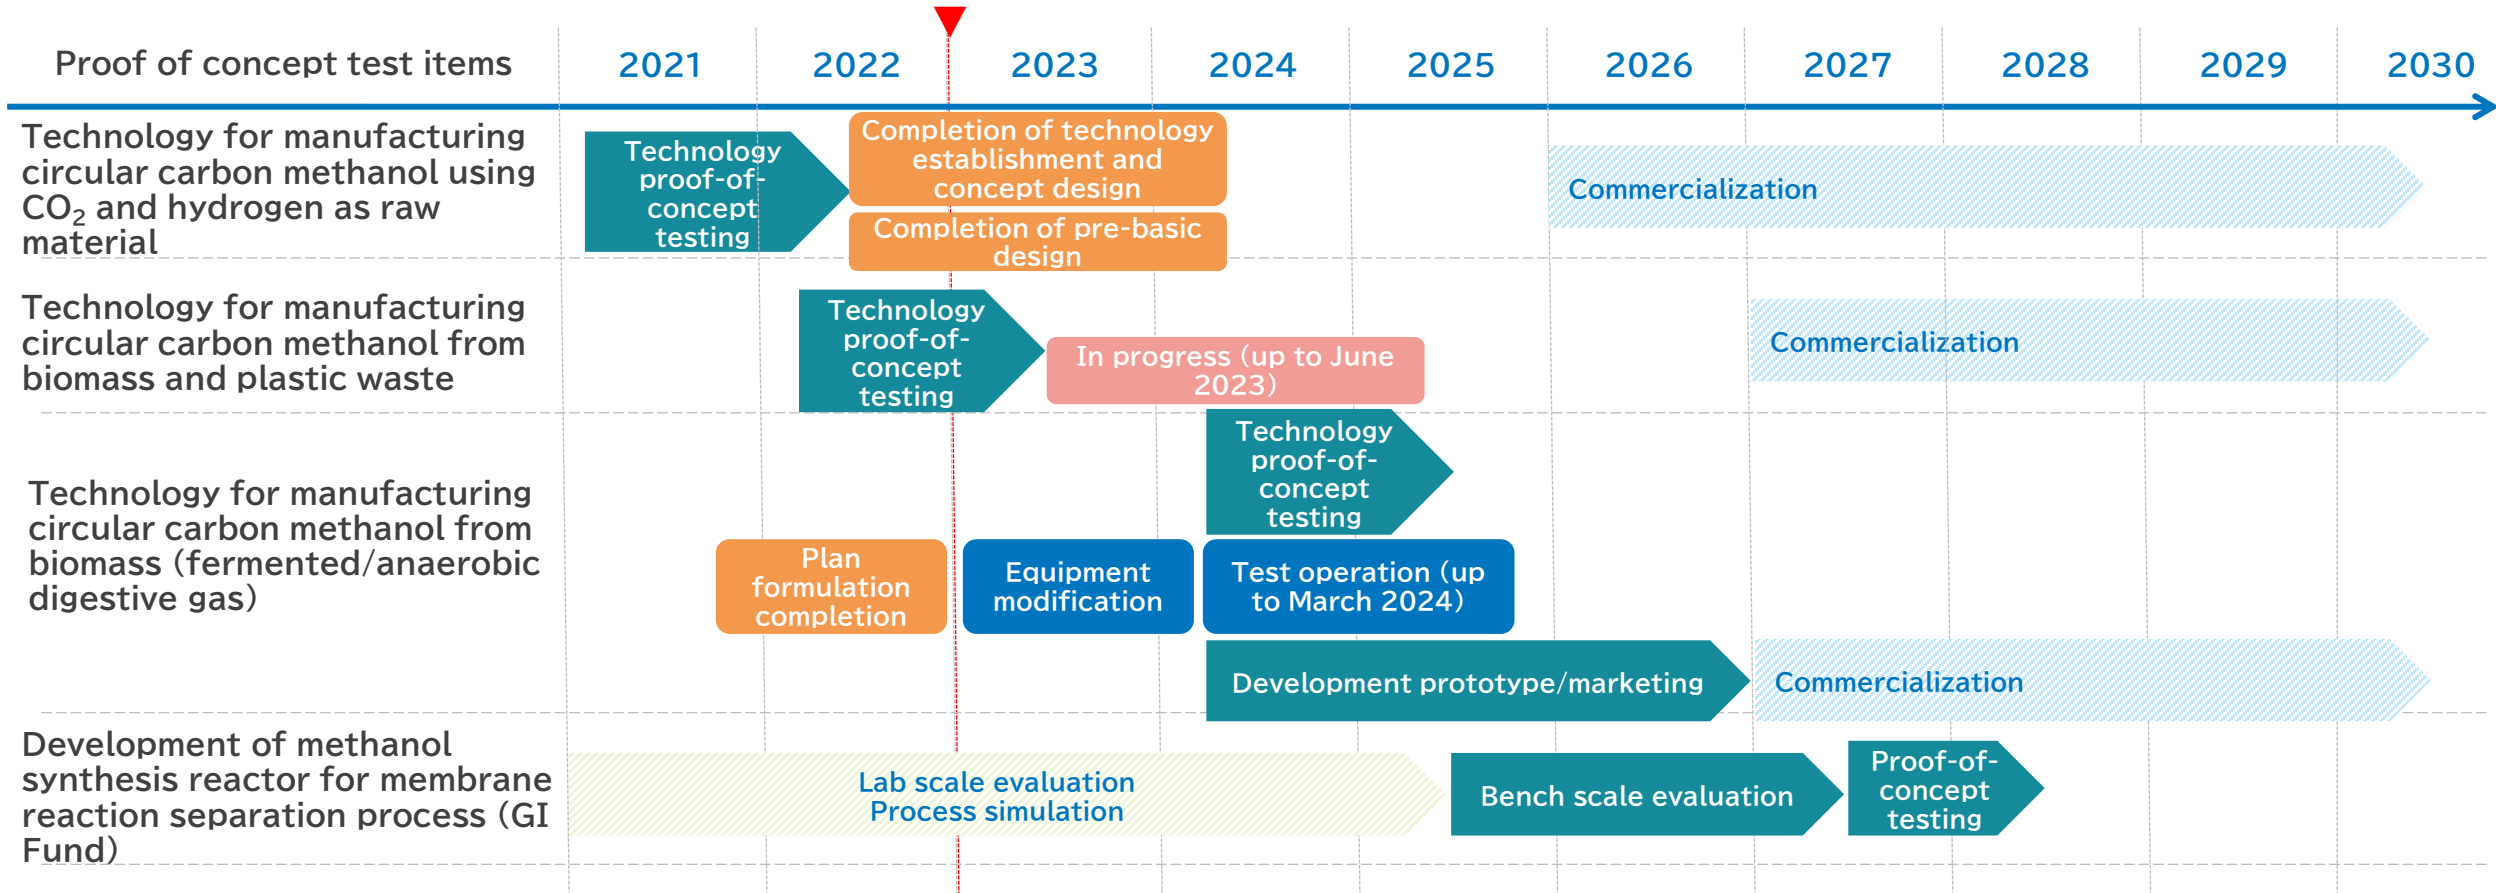 Proof of concept test items
2021
2022
2023
2024
2025
2026
2027
2028
2029
2030
Technology for manufacturing
circular carbon methanol using
CO₂ and hydrogen as raw
material
Technology
proof-of-
concept
testing
Completion of technology
establishment and
concept design
Completion of pre-basic
design
Commercialization
Technology for manufacturing
circular carbon methanol from
biomass and plastic waste
Technology
proof-of-
concept
testing
In progress (up to June
2023)
Commercialization
Technology for manufacturing
circular carbon methanol from
biomass (fermented/anaerobic
digestive gas)
Technology
proof-of-
concept
testing
Plan
formulation
completion
Equipment
modification
Test operation (up
to March 2024)
Development prototype/marketing
Commercialization
Development of methanol
synthesis reactor for membrane
reaction separation process (GI
Fund)
Lab scale evaluation
Process simulation
Bench scale evaluation
Proof-of-
concept
testing